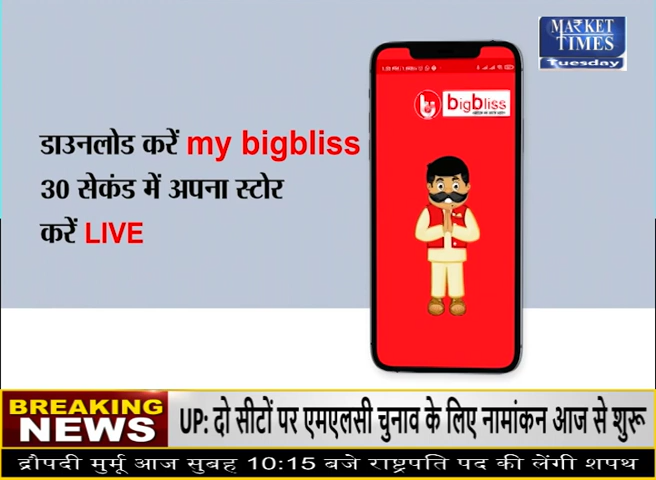 MARKET
TIMES
Tuesday
bigbliss
डाउनलोड करें my bigbliss
30 सेकंड में अपना स्टोर
करें LIVE
BREAKING
NEWS
UP: दो सीटों पर एमएलसी चुनाव के लिए नामांकन आज से शुरू
द्रौपदी मुर्मू आज सुबह 10:15 बजे राष्ट्रपति पद की लेंगी शपथ